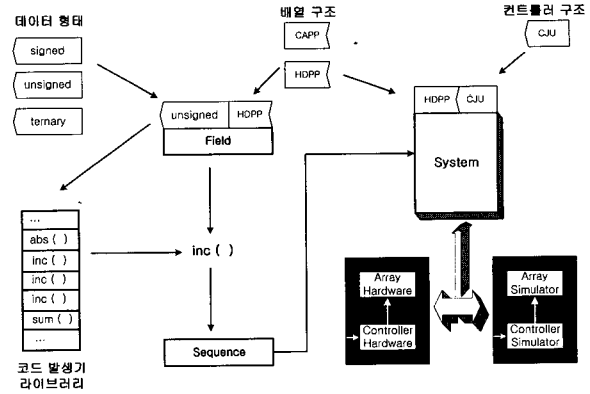 데이터 형태
signed
unsigned
ternary
배열 구조
CAPP
HDPP
컨트롤러 구조
CJU
unsigned
HDPP
Field
HDPP
CJU
System
...
abs ( )
inc ( )
inc ( )
inc ( )
sum ( )
...
코드 발생기
라이브러리
inc ( )
Sequence
Array
Hardware
Controller
Hardware
Array
Simulator
Controller
Simulator